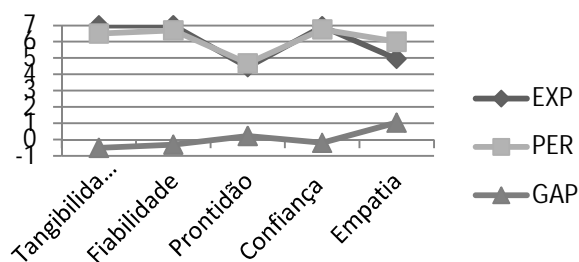 7
6
5
4
3
2
1
0
-1
Tangibilida...
Fiabilidade
Prontidão
Confiança
Empatia
EXP
PER
GAP